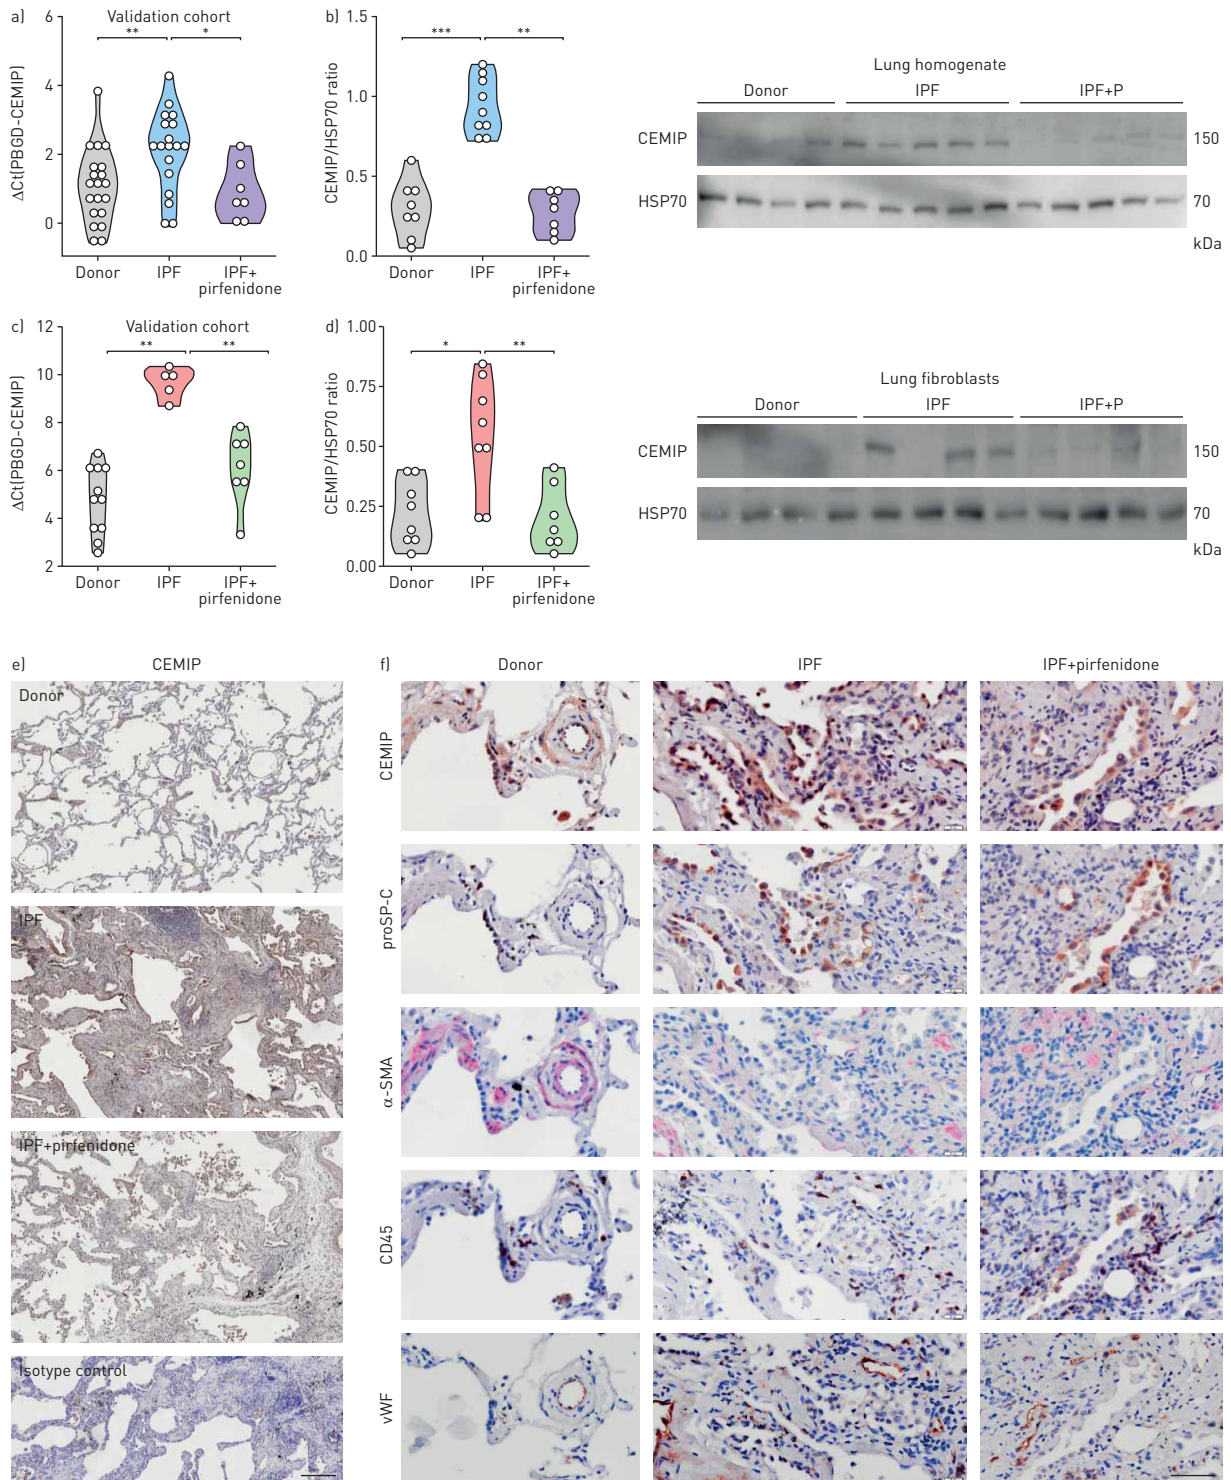 a)
Validation cohort
ΔCt(PBGD-CEMIP)
6
4
2
0
** *
Donor IPF IPF+
pirfenidone
b)
CEMIP/HSP70 ratio
1.5
1.0
0.5
0.0
*** **
Donor IPF IPF+
pirfenidone
Lung homogenate
Donor IPF IPF+P
CEMIP 150
HSP70 70
kDa
c)
Validation cohort
ΔCt(PBGD-CEMIP)
12
10
8
6
4
2
** **
Donor IPF IPF+
pirfenidone
d)
CEMIP/HSP70 ratio
1.00
0.75
0.50
0.25
0.00
* **
Donor IPF IPF+
pirfenidone
Lung fibroblasts
Donor IPF IPF+P
CEMIP 150
HSP70 70
kDa
e) CEMIP
Donor
IPF
IPF+pirfenidone
Isotype control
f) Donor IPF IPF+pirfenidone
CEMIP
proSP-C
α-SMA
CD45
vWF